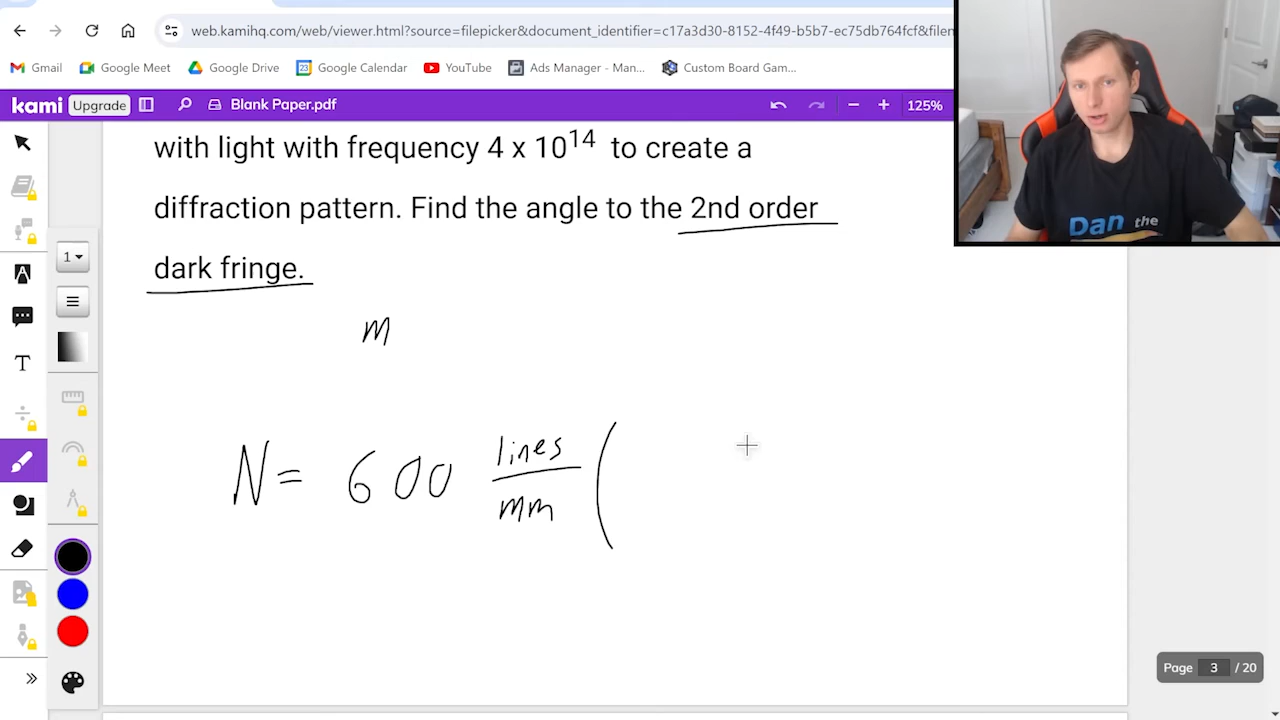 web.kamihq.com/web/viewer.html?source=filepicker&document_identifier=c17a3d30-8152-4f49-b5b7-ec75db764fcf&filen
Gmail Google Meet Google Drive 23 Google Calendar YouTube Ads Manager - Man... Custom Board Gam...
kami Upgrade Blank Paper.pdf 125%
with light with frequency 4 x 10¹⁴ to create a
diffraction pattern. Find the angle to the 2nd order
dark fringe.
1
T
m
N= 600 lines/mm (
Dan the
Page 3 / 20